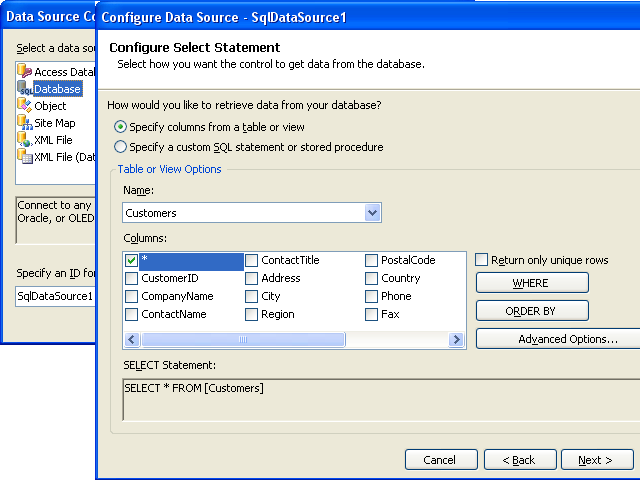 Data Source Co
Select a data sour
Access Datab
Database
Object
Site Map
XML File
XML File (Dat
Connect to any
Oracle, or OLED
Specify an ID for
SqlDataSource1
Configure Data Source - SqlDataSource1
Configure Select Statement
Select how you want the control to get data from the database.
How would you like to retrieve data from your database?
Specify columns from a table or view
Specify a custom SQL statement or stored procedure
Table or View Options
Name:
Customers
Columns:
* ContactTitle PostalCode
CustomerID Address Country
CompanyName City Phone
ContactName Region Fax
Return only unique rows
WHERE
ORDER BY
Advanced Options...
SELECT Statement:
SELECT * FROM [Customers]
Cancel < Back Next >